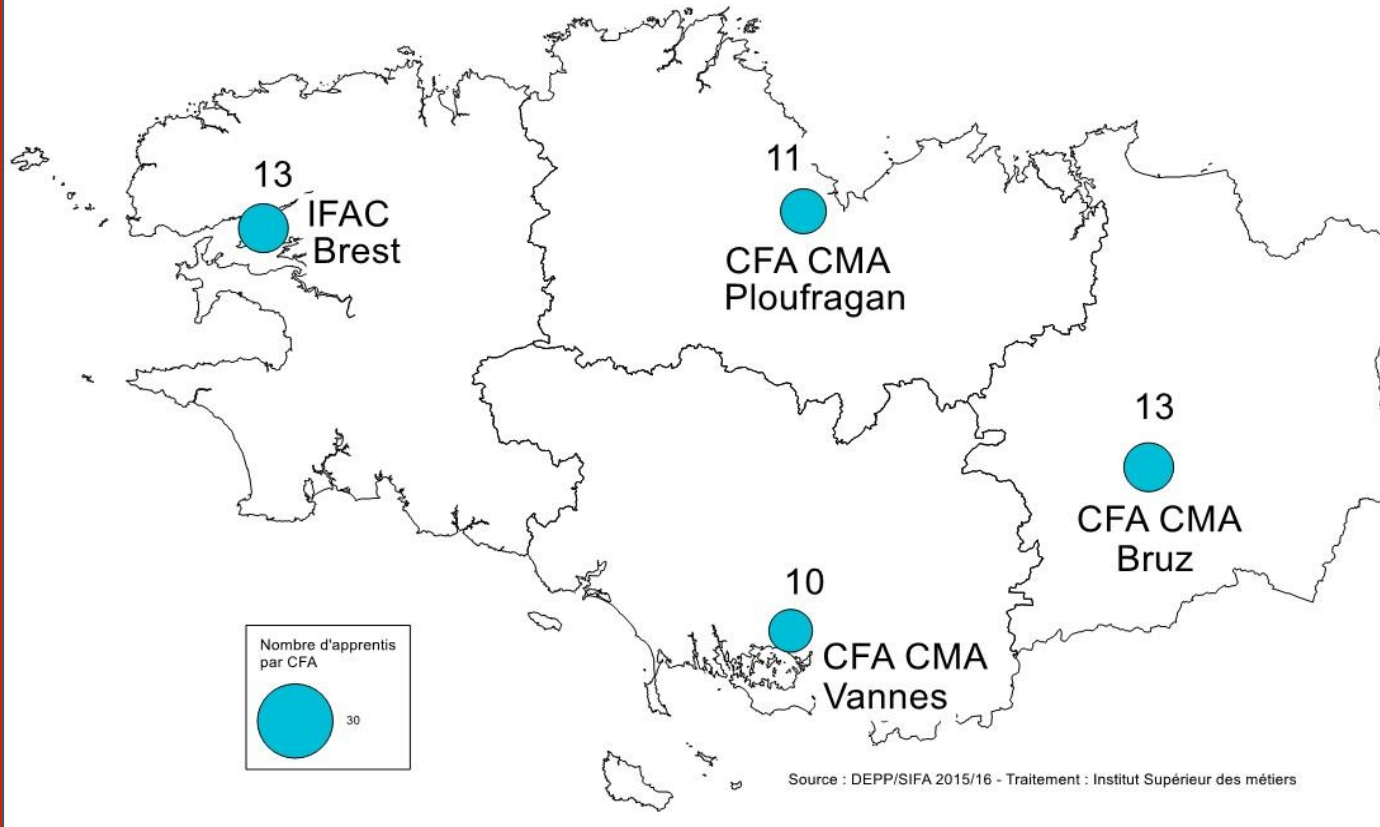 11
13
IFAC
Brest
CFA CMA
Ploufragan
13
CFA CMA
Bruz
10
CFA CMA
Vannes
Nombre d'apprentis
par CFA
30
Source : DEPP/SIFA 2015/16 - Traitement : Institut Supérieur des métiers